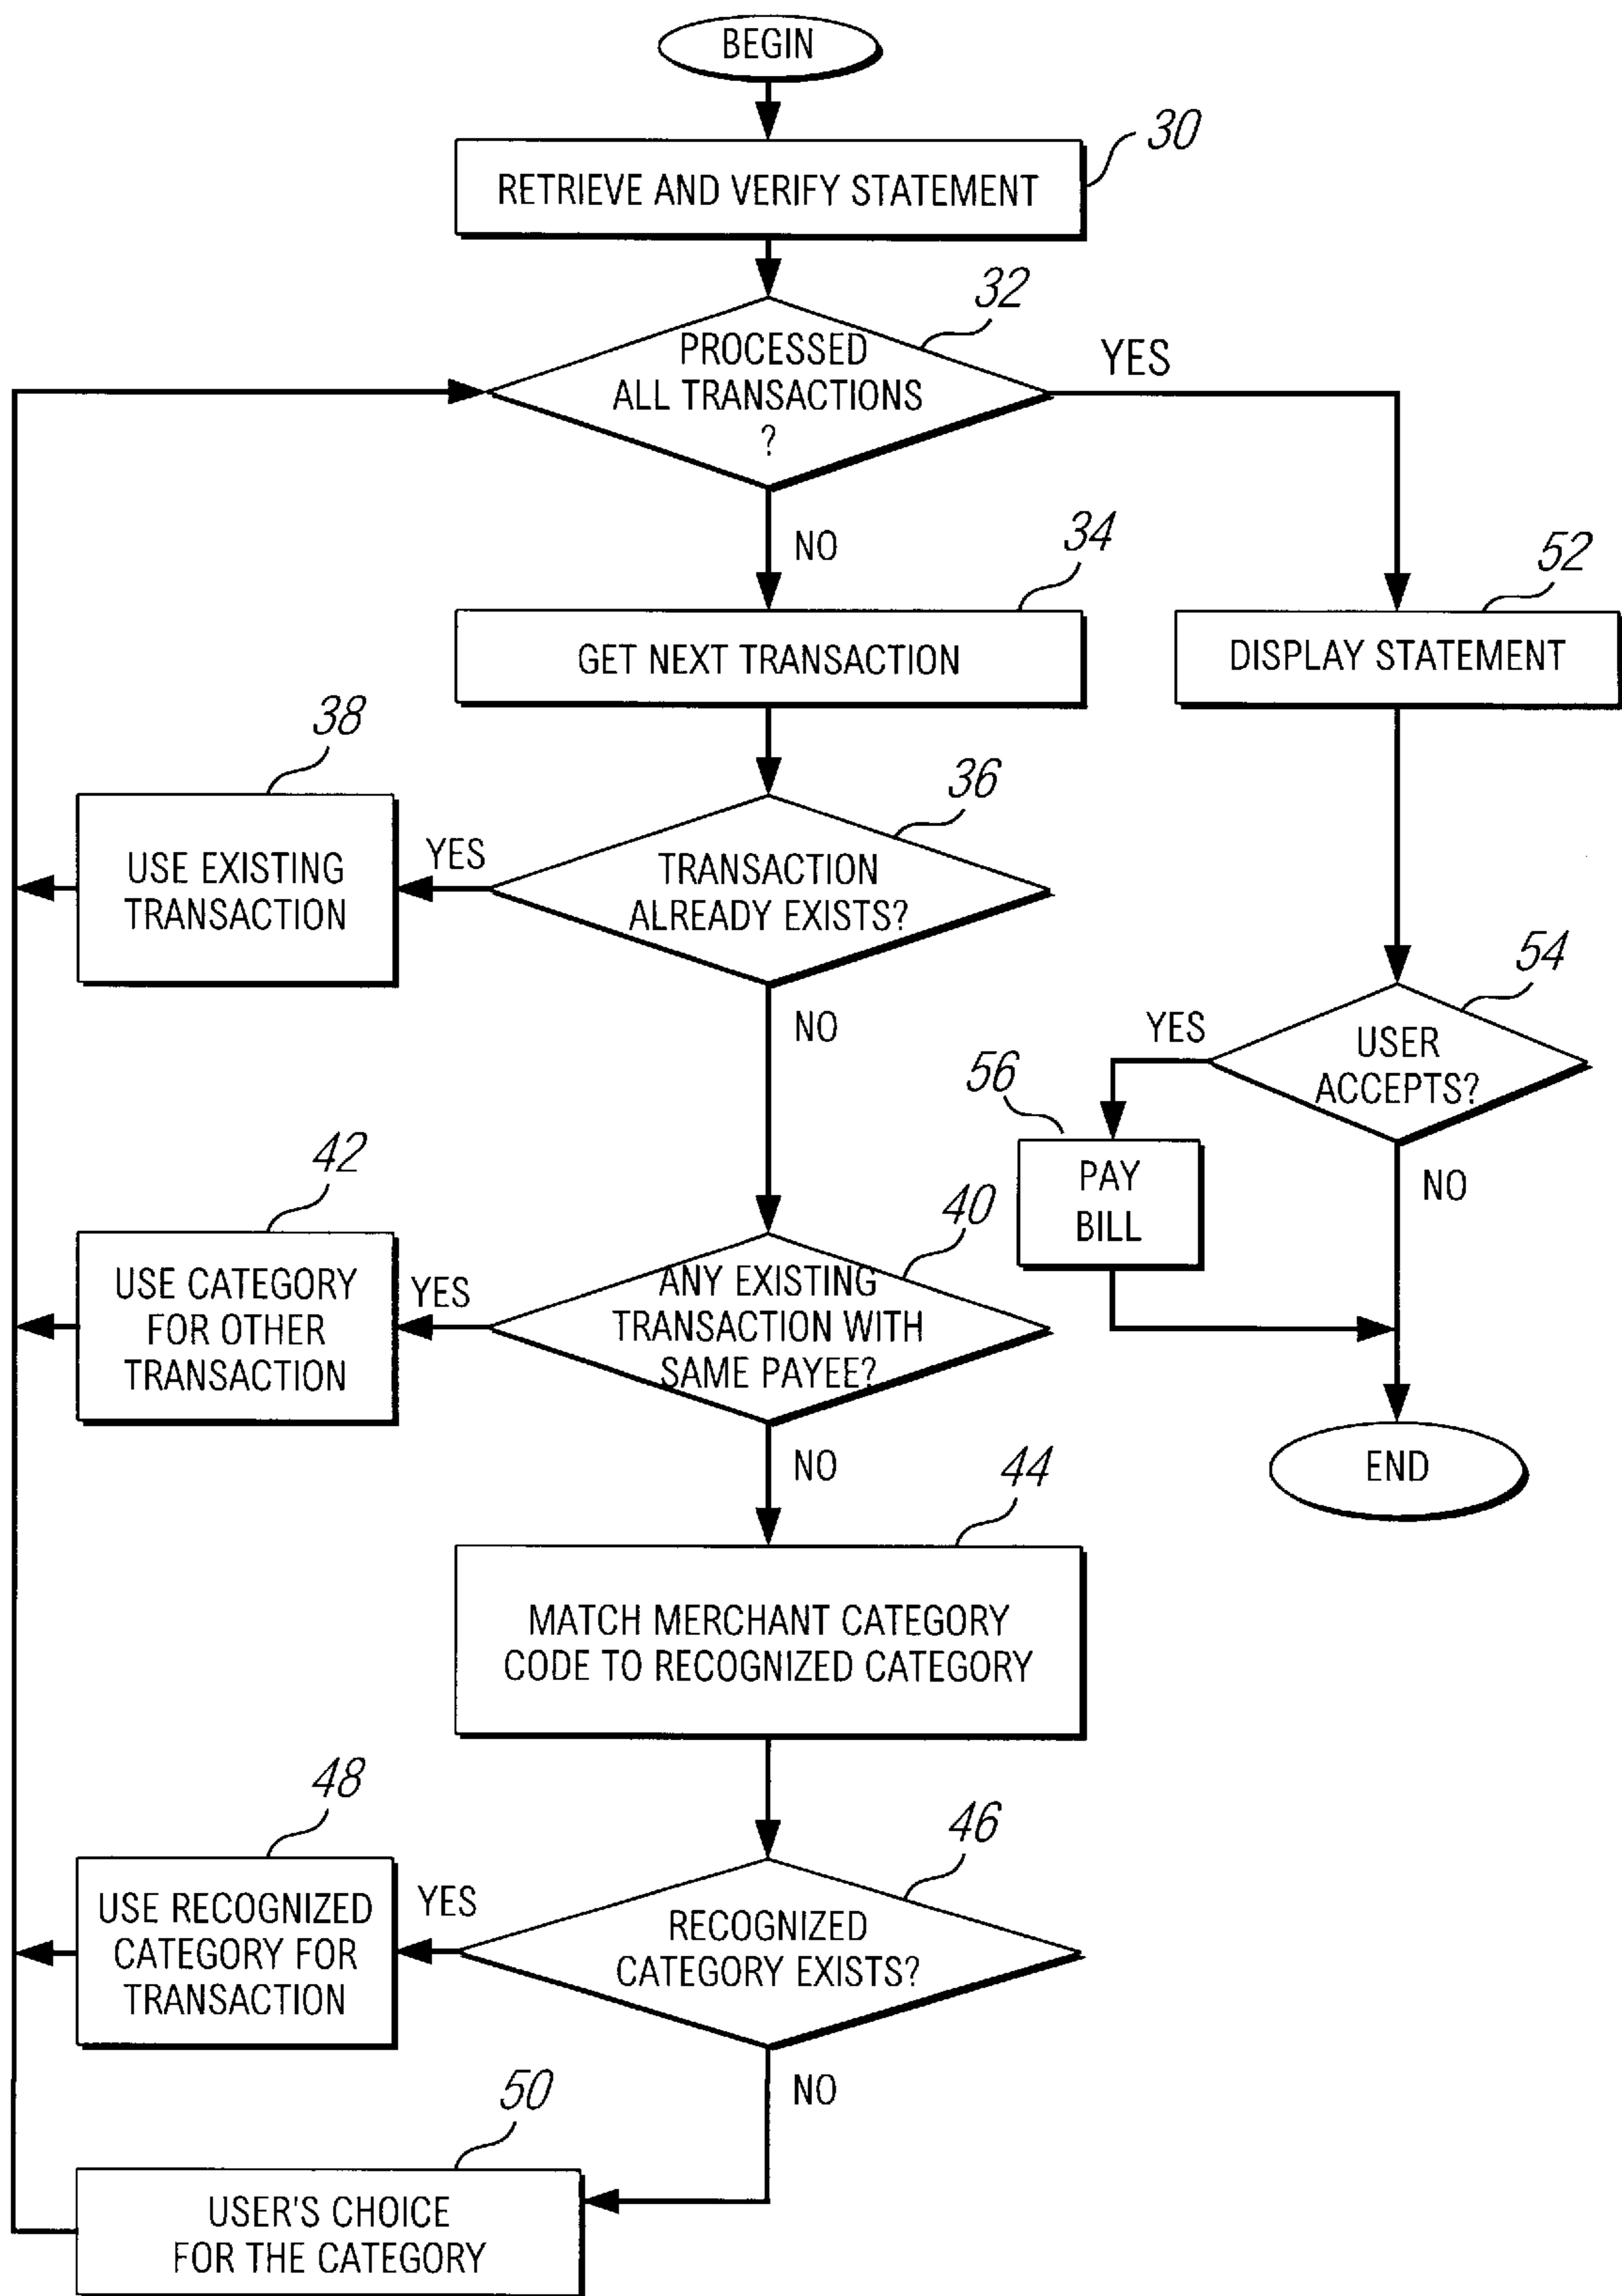 BEGIN
30
RETRIEVE AND VERIFY STATEMENT
32
PROCESSED
ALL TRANSACTIONS
?
YES
NO
34
GET NEXT TRANSACTION
52
DISPLAY STATEMENT
38
USE EXISTING
TRANSACTION
YES
36
TRANSACTION
ALREADY EXISTS?
NO
54
USER
ACCEPTS?
YES
56
PAY
BILL
NO
42
USE CATEGORY
FOR OTHER
TRANSACTION
YES
40
ANY EXISTING
TRANSACTION WITH
SAME PAYEE?
NO
END
44
MATCH MERCHANT CATEGORY
CODE TO RECOGNIZED CATEGORY
48
USE RECOGNIZED
CATEGORY FOR
TRANSACTION
YES
46
RECOGNIZED
CATEGORY EXISTS?
NO
50
USER'S CHOICE
FOR THE CATEGORY